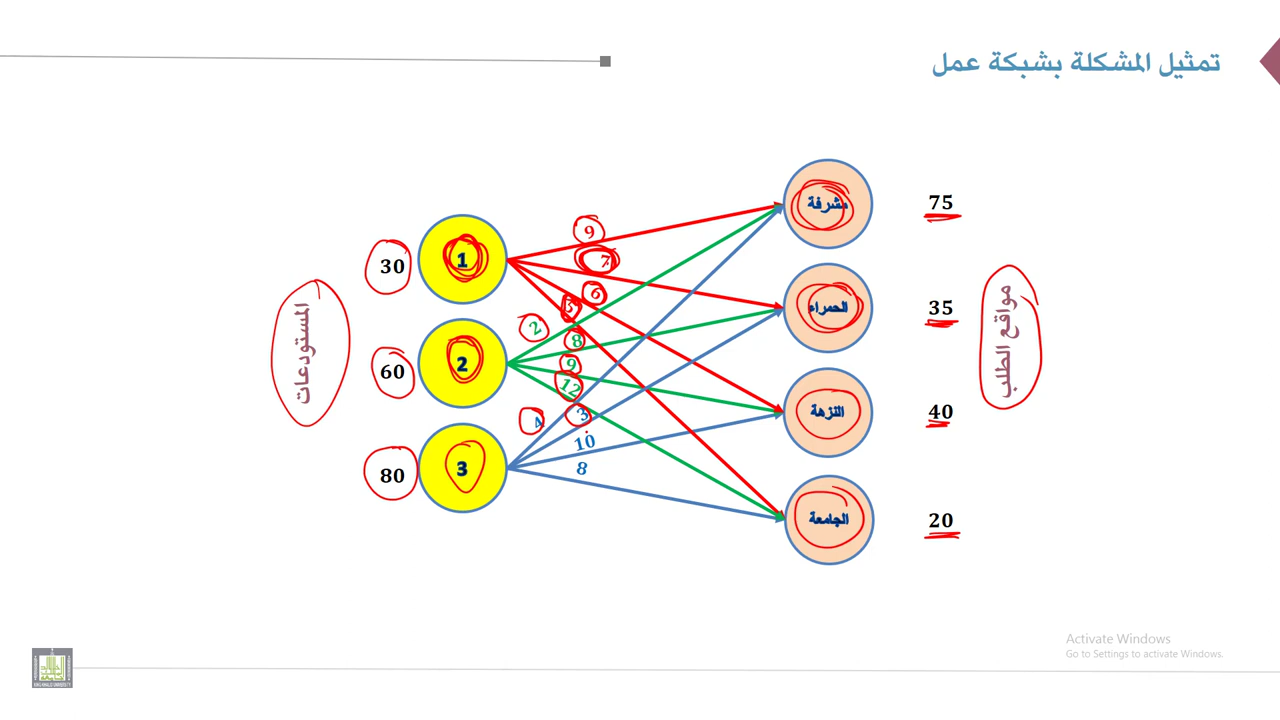 تمثيل المشكلة بشبكة عمل
المستودعات
30
60
80
1
2
3
9
7
6
5
2
8
9
12
4
3
10
8
مشرفة
الحمراء
النزهة
الجامعة
75
35
40
20
مواقع الطلب
Activate Windows
Go to Settings to activate Windows.